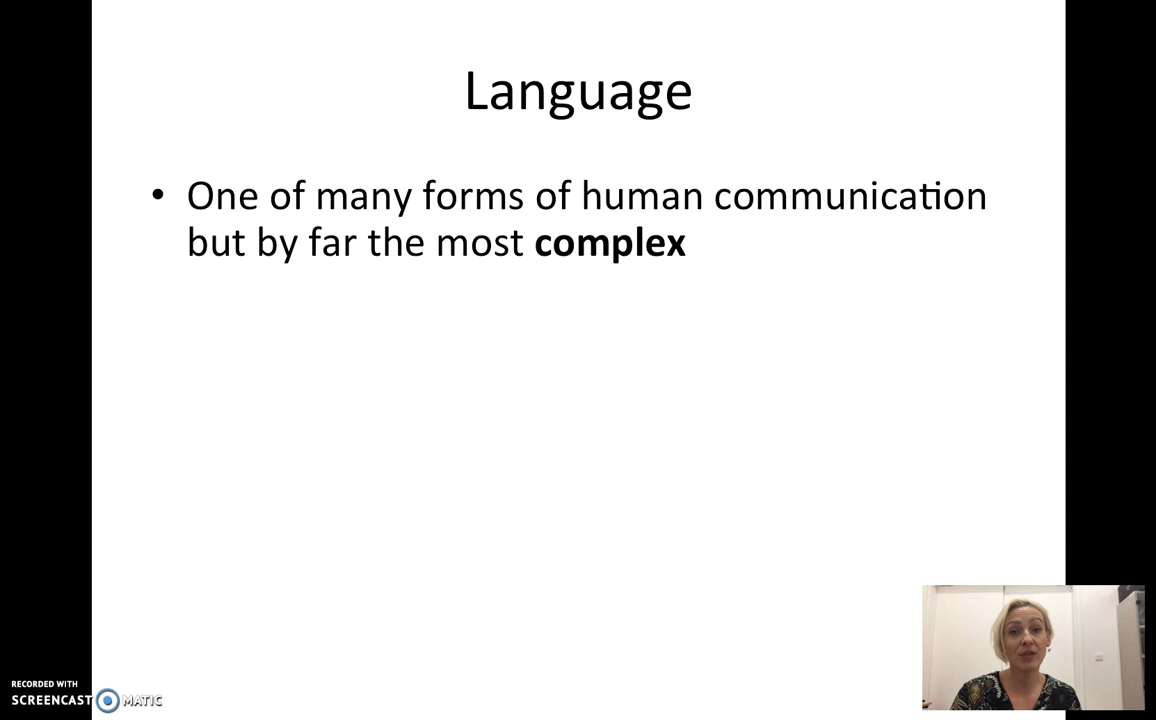 Language
• One of many forms of human communication
but by far the most complex
RECORDED WITH
SCREENCAST MATIC